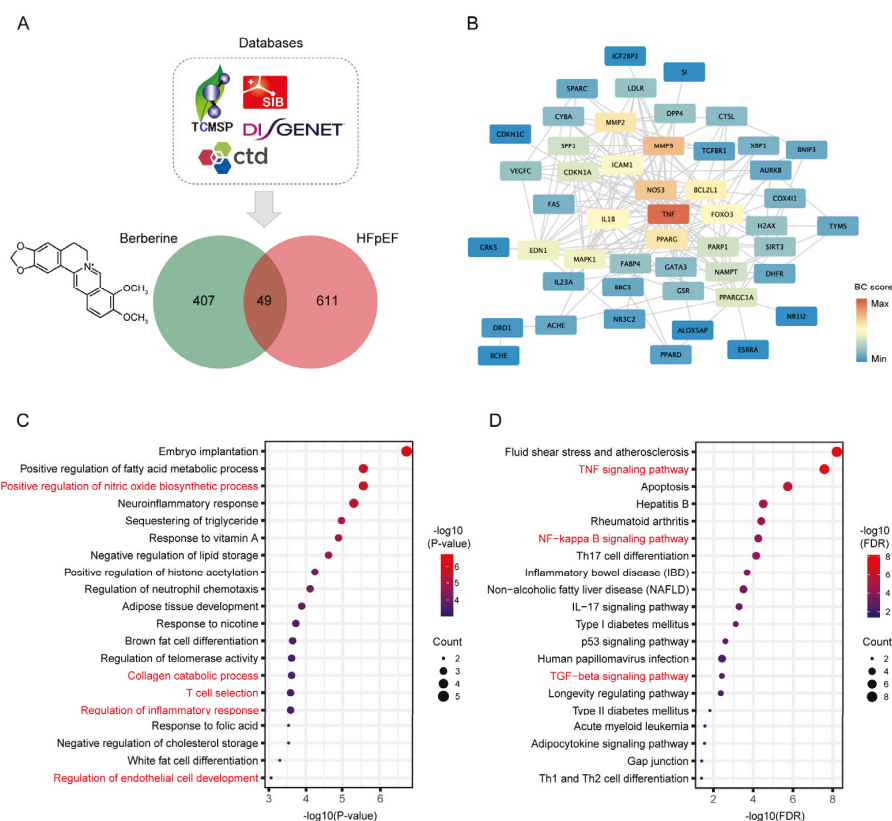 A
Databases
TCMSP
SIB
DISGENET
ctd
Berberine
HFpEF
407
49
611
N+
O
O
OCH3
OCH3
B
IGF2BP3
SI
SPARC
LDLR
CYBA
MMP2
DPP4
CTSL
CDKN1C
SPP1
MMP9
TGFBR1
XBP1
BNIP3
VEGFC
CDKN1A
ICAM1
AURKB
FAS
NOS3
BCL2L1
COX4I1
IL1B
TNF
FOXO3
H2AX
TYMS
GRK5
EDN1
PPARG
PARP1
SIRT3
MAPK1
FABP4
GATA3
NAMPT
DHFR
IL23A
BBC3
GSR
PPARGC1A
DRD1
ACHE
NR3C2
ALOX5AP
NR1I2
BCHE
PPARD
ESRRA
BC score
Max
Min
C
Embryo implantation
Positive regulation of fatty acid metabolic process
Positive regulation of nitric oxide biosynthetic process
Neuroinflammatory response
Sequestering of triglyceride
Response to vitamin A
Negative regulation of lipid storage
Positive regulation of histone acetylation
Regulation of neutrophil chemotaxis
Adipose tissue development
Response to nicotine
Brown fat cell differentiation
Regulation of telomerase activity
Collagen catabolic process
T cell selection
Regulation of inflammatory response
Response to folic acid
Negative regulation of cholesterol storage
White fat cell differentiation
Regulation of endothelial cell development
3 4 5 6
-log10(P-value)
-log10
(P-value)
6
5
4
Count
2
3
4
5
D
Fluid shear stress and atherosclerosis
TNF signaling pathway
Apoptosis
Hepatitis B
Rheumatoid arthritis
NF-kappa B signaling pathway
Th17 cell differentiation
Inflammatory bowel disease (IBD)
Non-alcoholic fatty liver disease (NAFLD)
IL-17 signaling pathway
Type I diabetes mellitus
p53 signaling pathway
Human papillomavirus infection
TGF-beta signaling pathway
Longevity regulating pathway
Type II diabetes mellitus
Acute myeloid leukemia
Adipocytokine signaling pathway
Gap junction
Th1 and Th2 cell differentiation
2 4 6 8
-log10(FDR)
-log10
(FDR)
8
6
4
2
Count
2
4
6
8